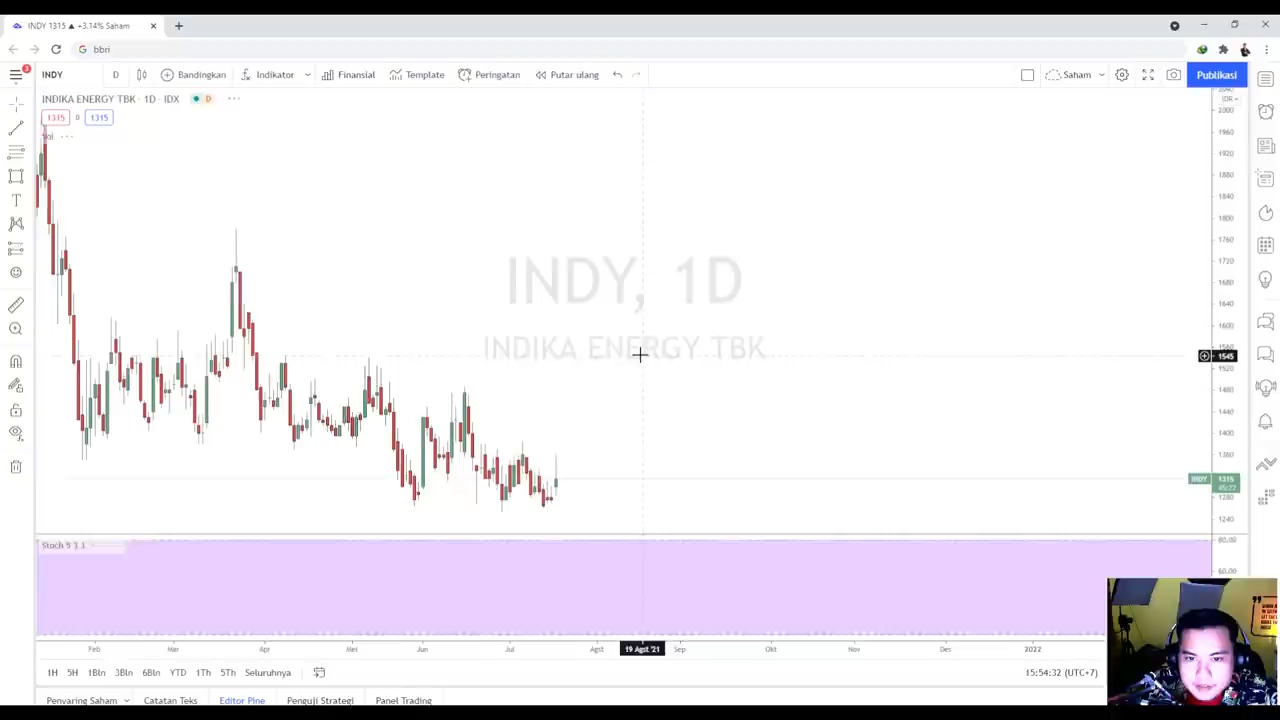 INDY 1315 ▲ +3.14% Saham
bbri
INDY D Bandingkan Indikator Finansial Template Peringatan Putar ulang Saham Publikasi
INDIKA ENERGY TBK · 1D · IDX D
1315 0 1315
Vol
INDY, 1D
INDIKA ENERGY TBK
IDR
2000
1960
1920
1880
1840
1800
1760
1720
1680
1640
1600
1560
1545
1520
1480
1440
1400
1360
INDY 1315
05:27
1280
1240
Stoch 5 3 3
80.00
60.00
Feb Mar Apr Mei Jun Jul Agst 19 Agst '21 Sep Okt Nov Des 2022
1H 5H 1Bln 3Bln 6Bln YTD 1Th 5Th Seluruhnya 15:54:32 (UTC+7)
Penyaring Saham Catatan Teks Editor Pine Penguji Strategi Panel Trading